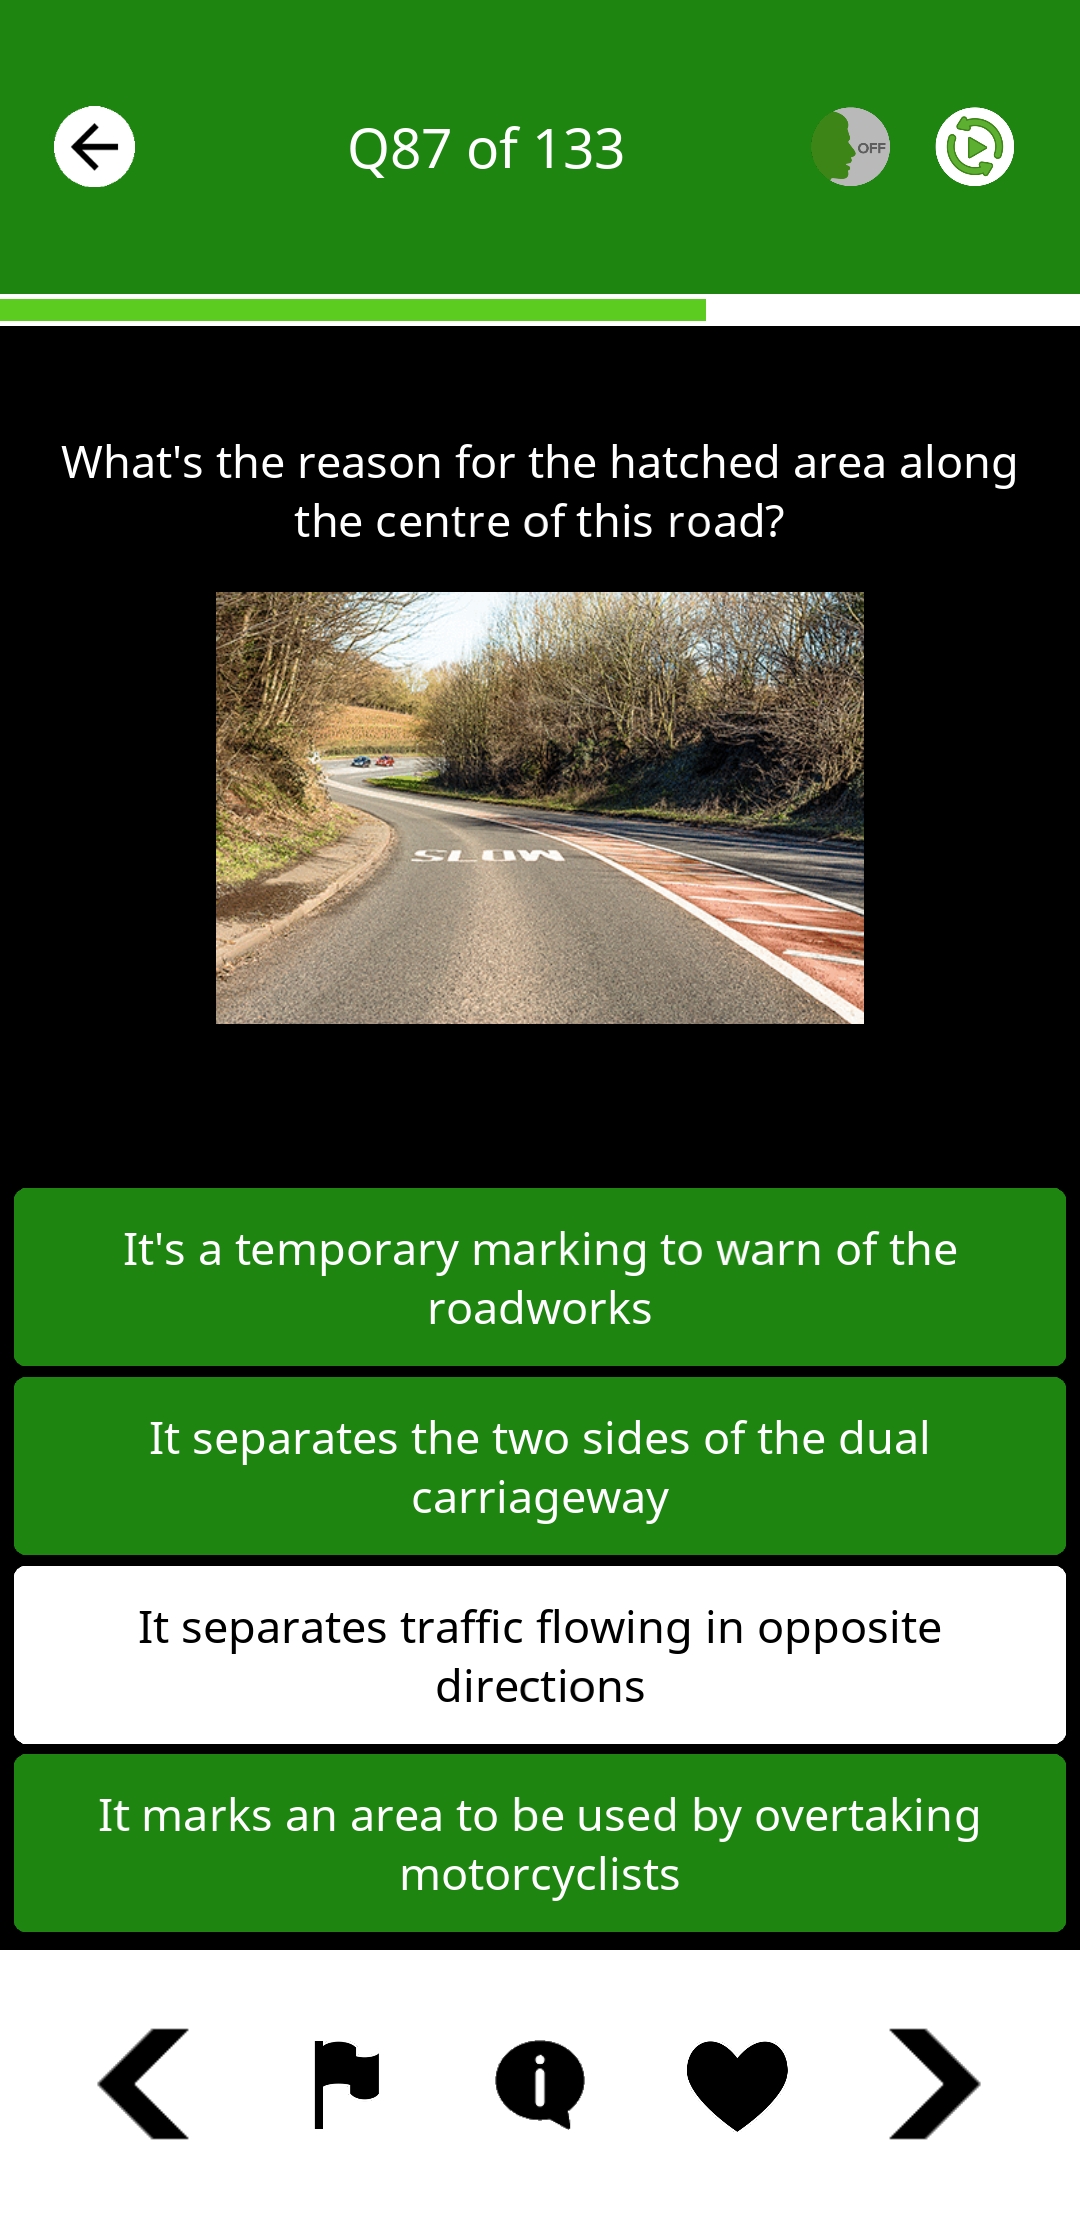 Q87 of 133
OFF
What's the reason for the hatched area along
the centre of this road?
SLOW
It's a temporary marking to warn of the
roadworks
It separates the two sides of the dual
carriageway
It separates traffic flowing in opposite
directions
It marks an area to be used by overtaking
motorcyclists